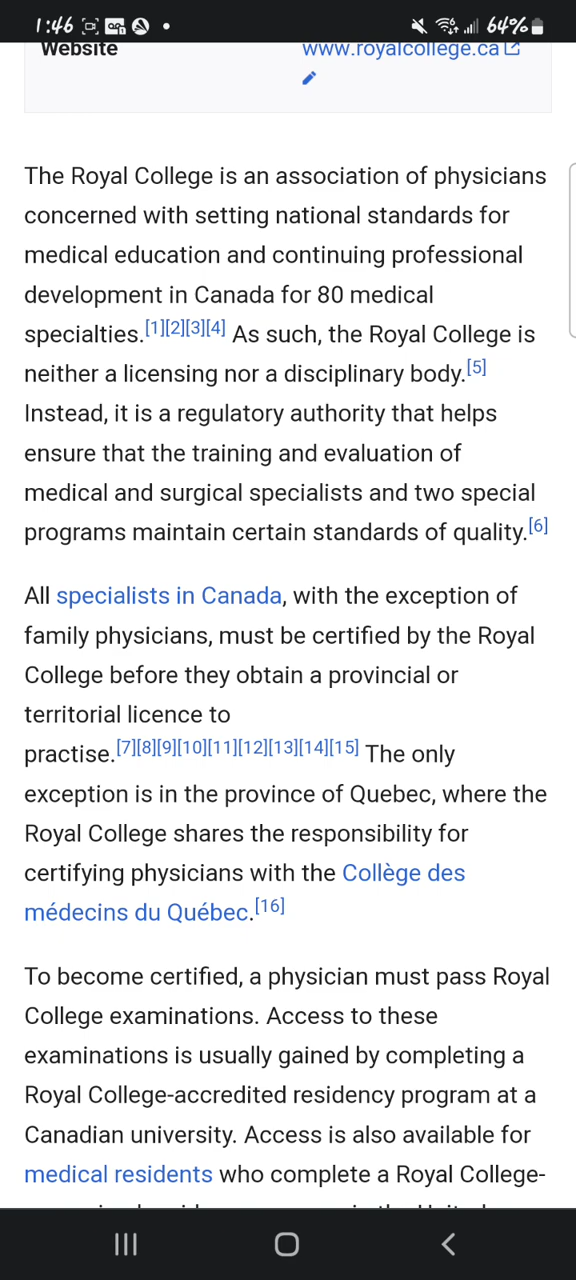 1:46
64%
Website
www.royalcollege.ca
The Royal College is an association of physicians
concerned with setting national standards for
medical education and continuing professional
development in Canada for 80 medical
specialties.[1][2][3][4] As such, the Royal College is
neither a licensing nor a disciplinary body.[5]
Instead, it is a regulatory authority that helps
ensure that the training and evaluation of
medical and surgical specialists and two special
programs maintain certain standards of quality.[6]
All specialists in Canada, with the exception of
family physicians, must be certified by the Royal
College before they obtain a provincial or
territorial licence to
practise.[7][8][9][10][11][12][13][14][15] The only
exception is in the province of Quebec, where the
Royal College shares the responsibility for
certifying physicians with the Collège des
médecins du Québec.[16]
To become certified, a physician must pass Royal
College examinations. Access to these
examinations is usually gained by completing a
Royal College-accredited residency program at a
Canadian university. Access is also available for
medical residents who complete a Royal College-